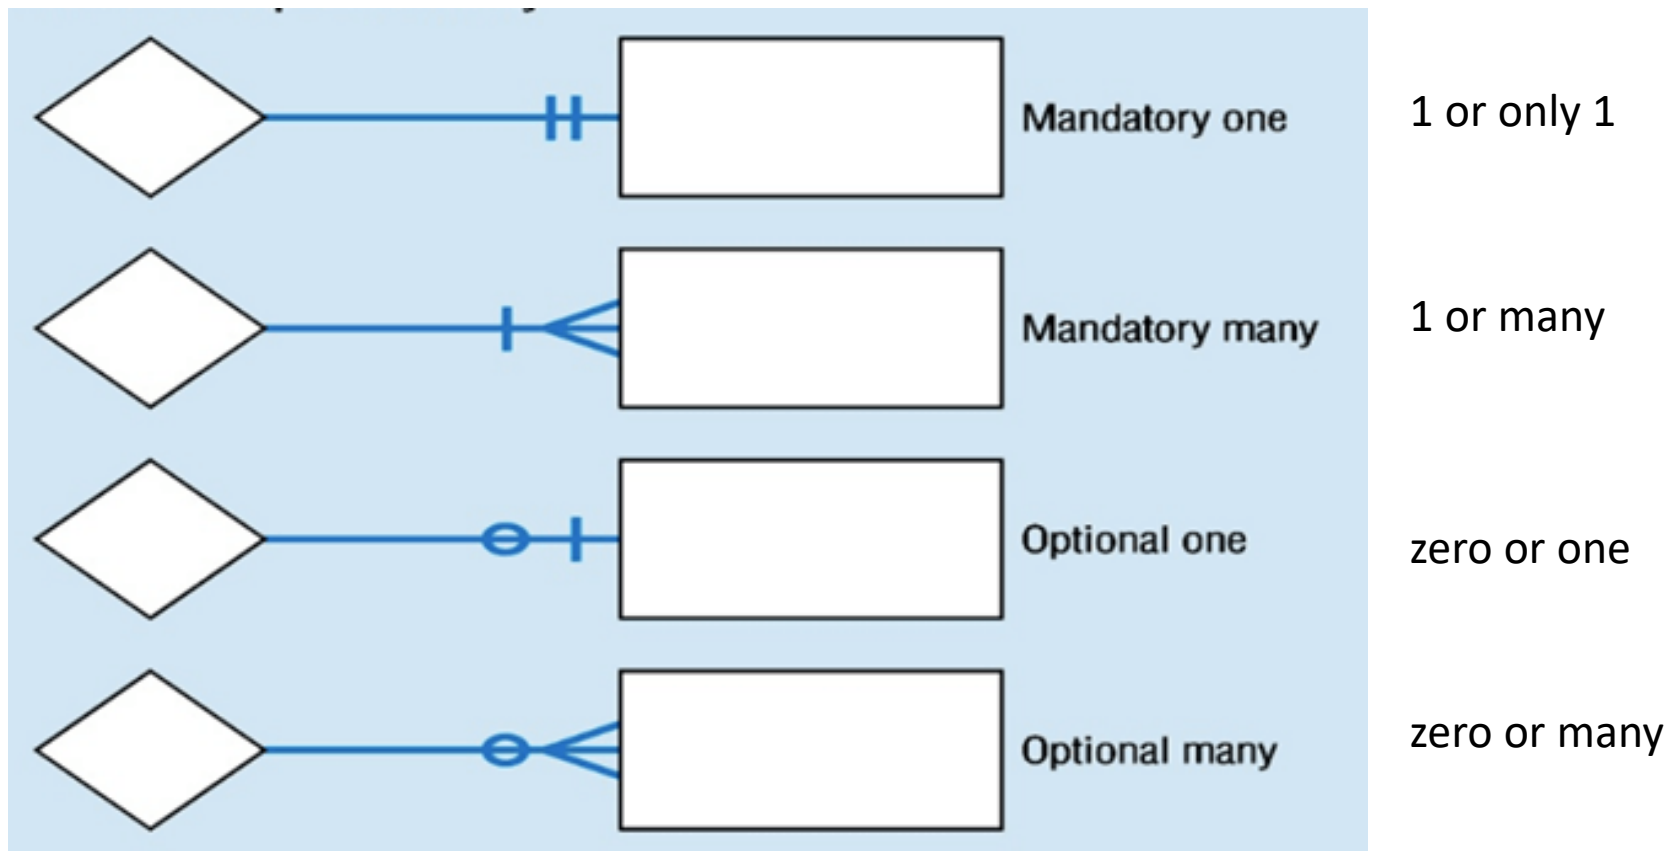 Mandatory one
1 or only 1
Mandatory many
1 or many
Optional one
zero or one
Optional many
zero or many